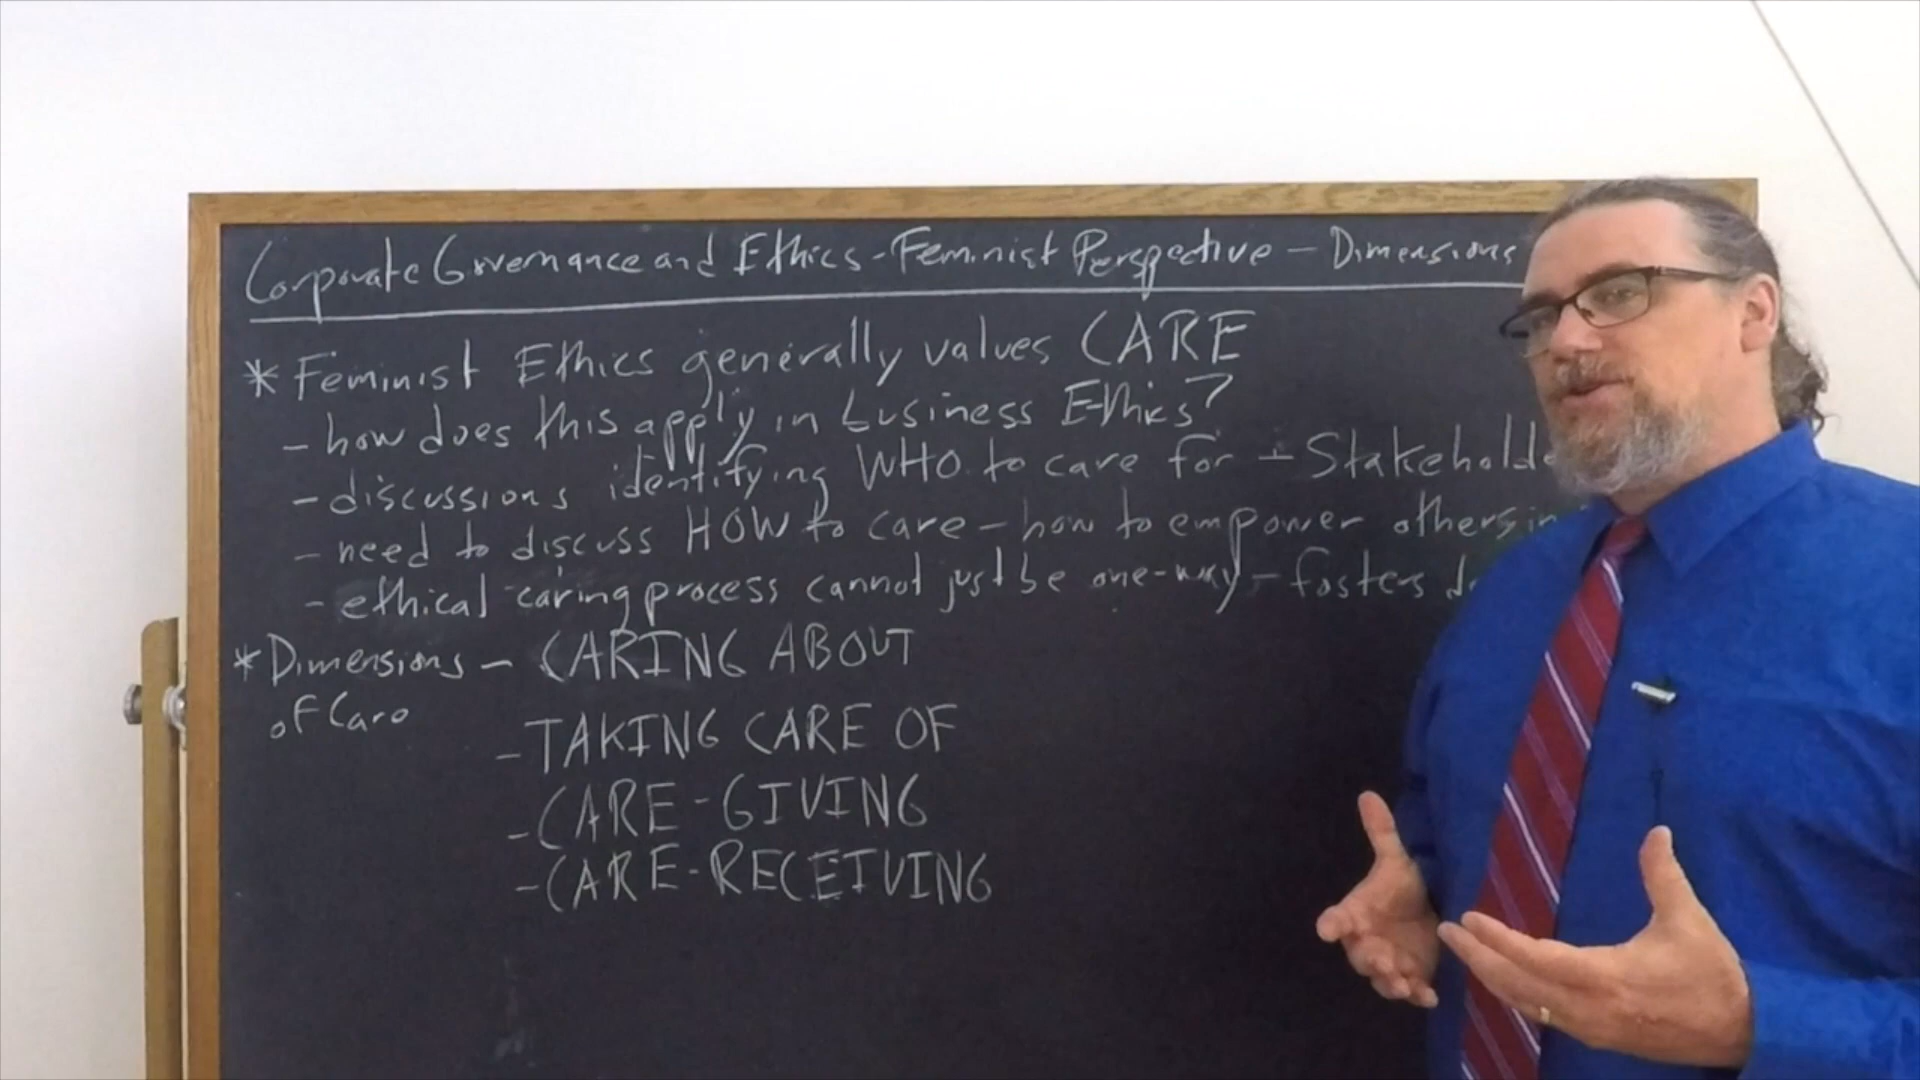 Corporate Governance and Ethics - Feminist Perspective - Dimensions
* Feminist Ethics generally values CARE
- how does this apply in business Ethics?
- discussions identifying WHO to care for - Stakeholde
- need to discuss HOW to care - how to empower others in
- ethical caring process cannot just be one-way - fosters
* Dimensions - CARING ABOUT
of Care
- TAKING CARE OF
- CARE-GIVING
- CARE-RECEIVING